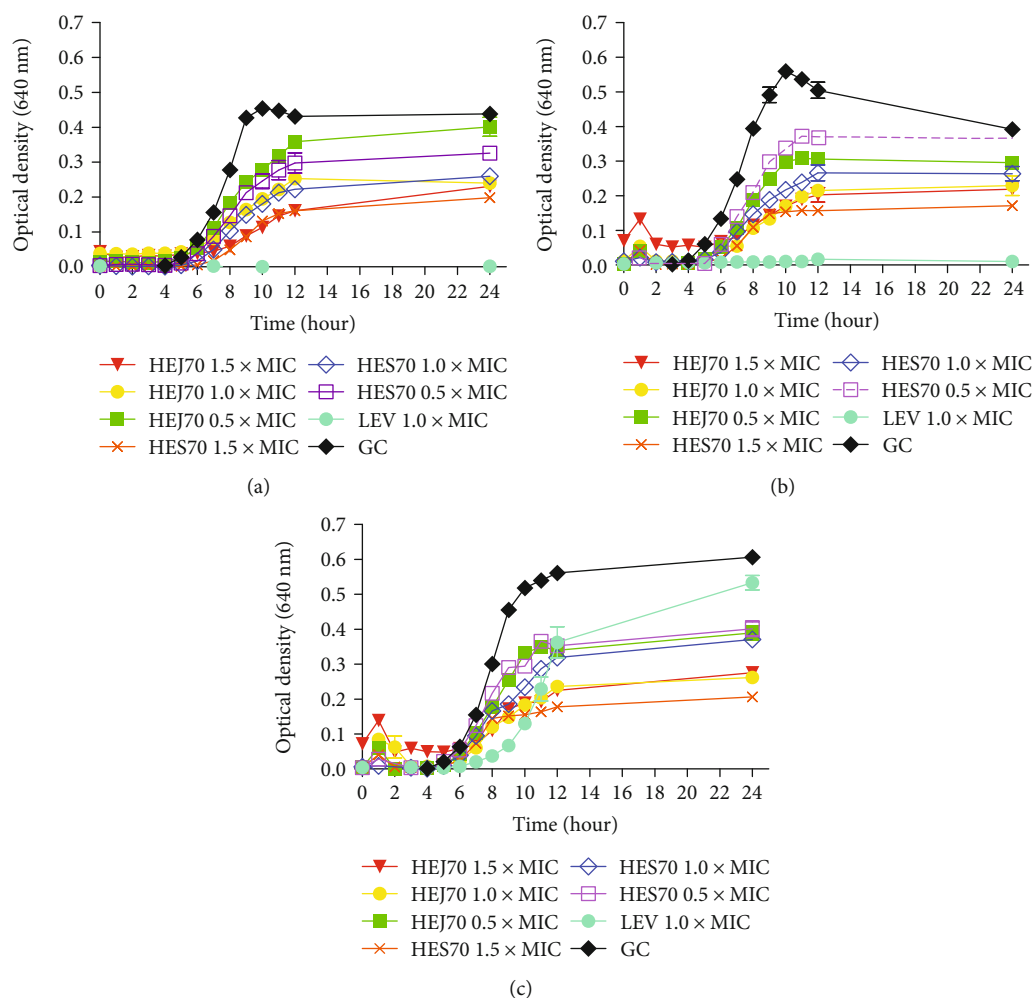 0.7
0.6
0.5
0.4
0.3
0.2
0.1
0.0
Optical density (640 nm)
0 2 4 6 8 10 12 14 16 18 20 22 24
Time (hour)
HEJ70 1.5 × MIC HES70 1.0 × MIC
HEJ70 1.0 × MIC HES70 0.5 × MIC
HEJ70 0.5 × MIC LEV 1.0 × MIC
HES70 1.5 × MIC GC
(a)
0.7
0.6
0.5
0.4
0.3
0.2
0.1
0.0
Optical density (640 nm)
0 2 4 6 8 10 12 14 16 18 20 22 24
Time (hour)
HEJ70 1.5 × MIC HES70 1.0 × MIC
HEJ70 1.0 × MIC HES70 0.5 × MIC
HEJ70 0.5 × MIC LEV 1.0 × MIC
HES70 1.5 × MIC GC
(b)
0.7
0.6
0.5
0.4
0.3
0.2
0.1
0.0
Optical density (640 nm)
0 2 4 6 8 10 12 14 16 18 20 22 24
Time (hour)
HEJ70 1.5 × MIC HES70 1.0 × MIC
HEJ70 1.0 × MIC HES70 0.5 × MIC
HEJ70 0.5 × MIC LEV 1.0 × MIC
HES70 1.5 × MIC GC
(c)